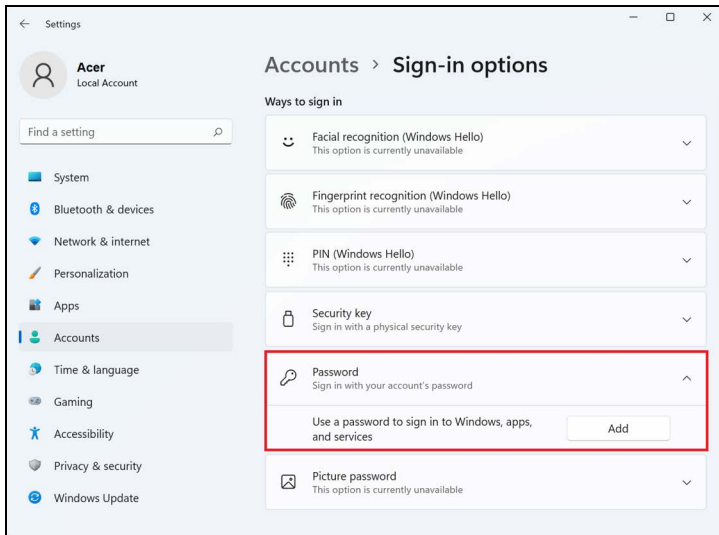 Settings
Acer
Local Account
Find a setting
System
Bluetooth & devices
Network & internet
Personalization
Apps
Accounts
Time & language
Gaming
Accessibility
Privacy & security
Windows Update
Accounts > Sign-in options
Ways to sign in
Facial recognition (Windows Hello)
This option is currently unavailable
Fingerprint recognition (Windows Hello)
This option is currently unavailable
PIN (Windows Hello)
This option is currently unavailable
Security key
Sign in with a physical security key
Password
Sign in with your account's password
Use a password to sign in to Windows, apps,
and services
Add
Picture password
This option is currently unavailable